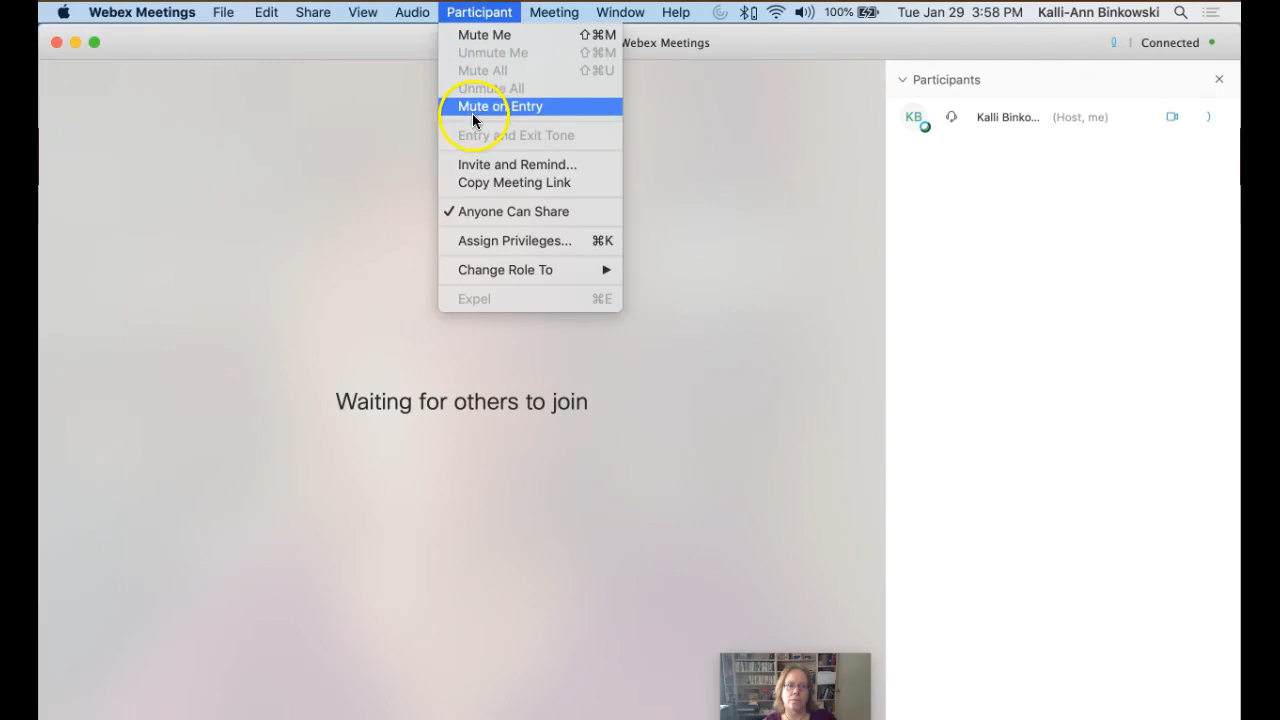 Webex Meetings File Edit Share View Audio Participant Meeting Window Help 100% Tue Jan 29 3:58 PM Kalli-Ann Binkowski
Webex Meetings Connected
Mute Me ⇧⌘M
Unmute Me ⇧⌘M
Mute All ⇧⌘U
Unmute All
Mute on Entry
Entry and Exit Tone
Invite and Remind...
Copy Meeting Link
✓ Anyone Can Share
Assign Privileges... ⌘K
Change Role To ▶
Expel ⌘E
Participants
KB Kalli Binko... (Host, me)
Waiting for others to join